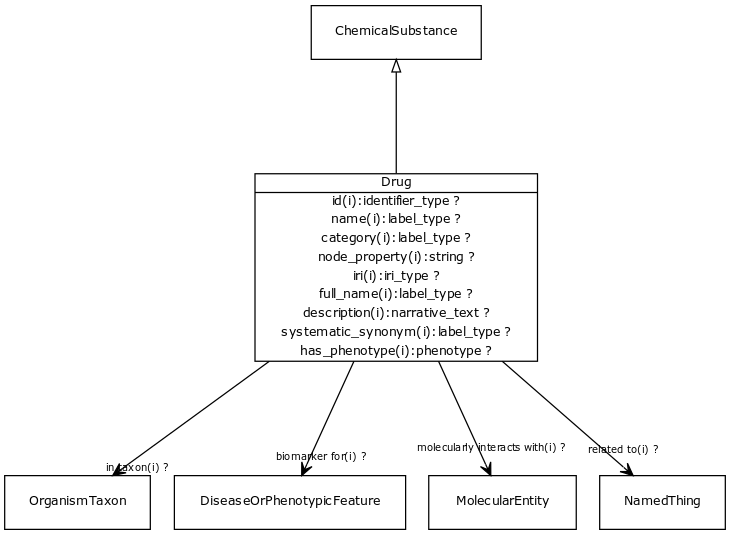 ChemicalSubstance
Drug
id(i):identifier_type ?
name(i):label_type ?
category(i):label_type ?
node_property(i):string ?
iri(i):iri_type ?
full_name(i):label_type ?
description(i):narrative_text ?
systematic_synonym(i):label_type ?
has_phenotype(i):phenotype ?
in taxon(i) ?
biomarker for(i) ?
molecularly interacts with(i) ?
related to(i) ?
OrganismTaxon
DiseaseOrPhenotypicFeature
MolecularEntity
NamedThing